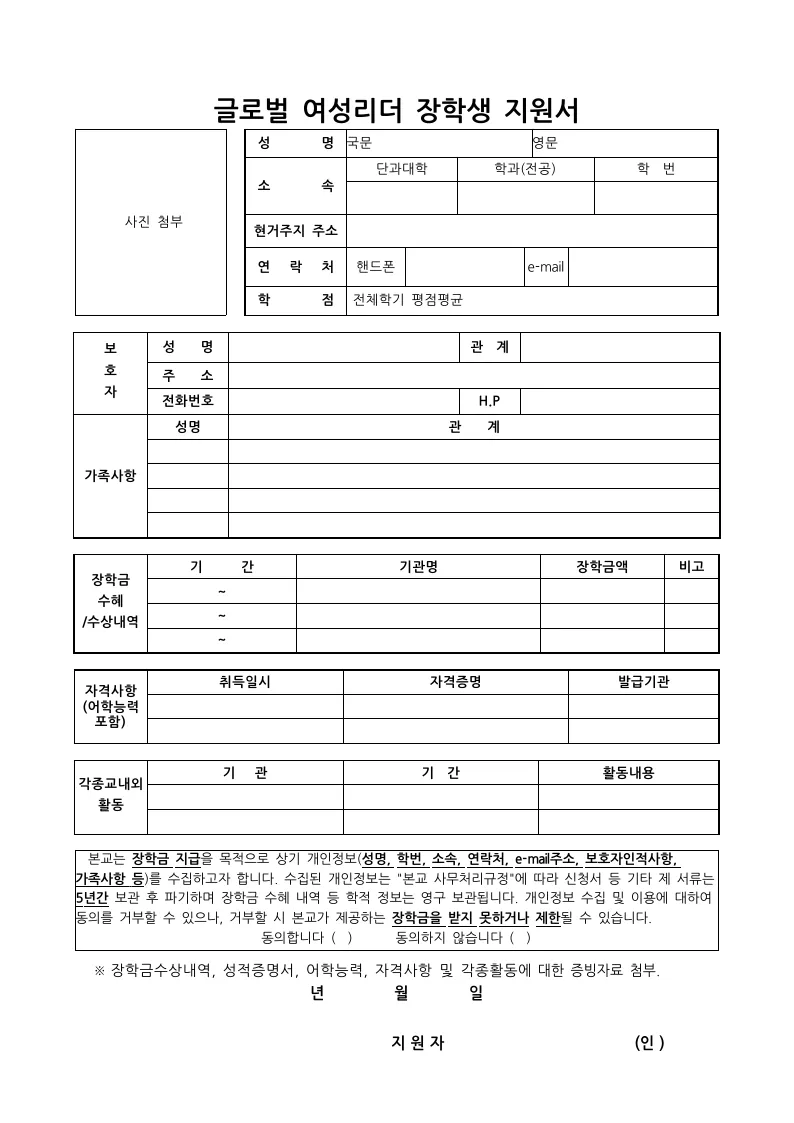 글로벌 여성리더 장학생 지원서
사진 첨부
성 명 국문 영문
소 속 단과대학 학과(전공) 학 번
현거주지 주소
연 락 처 핸드폰 e-mail
학 점 전체학기 평점평균
보
호
자
성 명 관 계
주 소
전화번호 H.P
가족사항
성명 관 계
장학금
수혜
/수상내역
기 간 기관명 장학금액 비고
~
~
~
자격사항
(어학능력
포함)
취득일시 자격증명 발급기관
각종교내외
활동
기 관 기 간 활동내용
본교는 장학금 지급을 목적으로 상기 개인정보(성명, 학번, 소속, 연락처, e-mail주소, 보호자인적사항,
가족사항 등)를 수집하고자 합니다. 수집된 개인정보는 "본교 사무처리규정"에 따라 신청서 등 기타 제 서류는
5년간 보관 후 파기하며 장학금 수혜 내역 등 학적 정보는 영구 보관됩니다. 개인정보 수집 및 이용에 대하여
동의를 거부할 수 있으나, 거부할 시 본교가 제공하는 장학금을 받지 못하거나 제한될 수 있습니다.
동의합니다 ( ) 동의하지 않습니다 ( )
※ 장학금수상내역, 성적증명서, 어학능력, 자격사항 및 각종활동에 대한 증빙자료 첨부.
년 월 일
지 원 자 (인 )